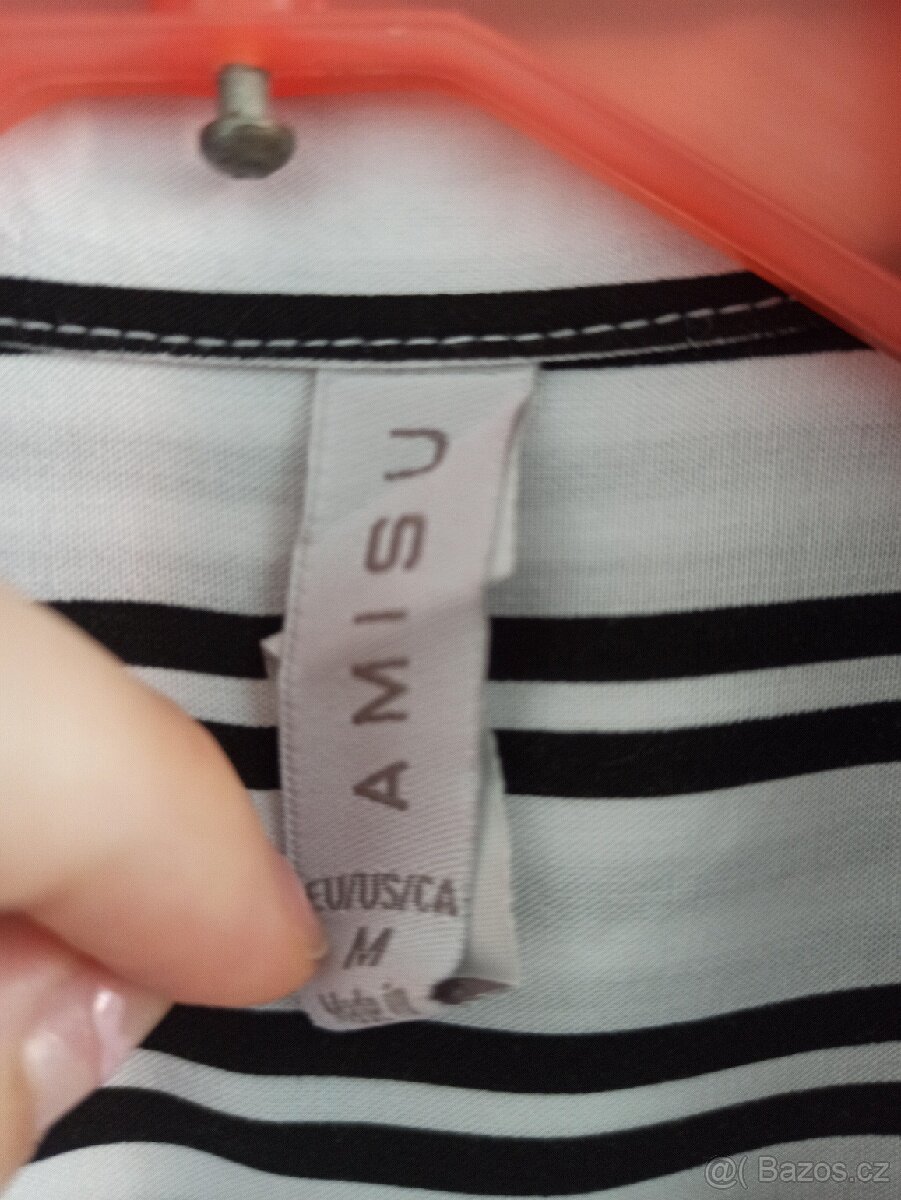 AMISU
EU/US/CA
M
Made in
@( Bazos.cz